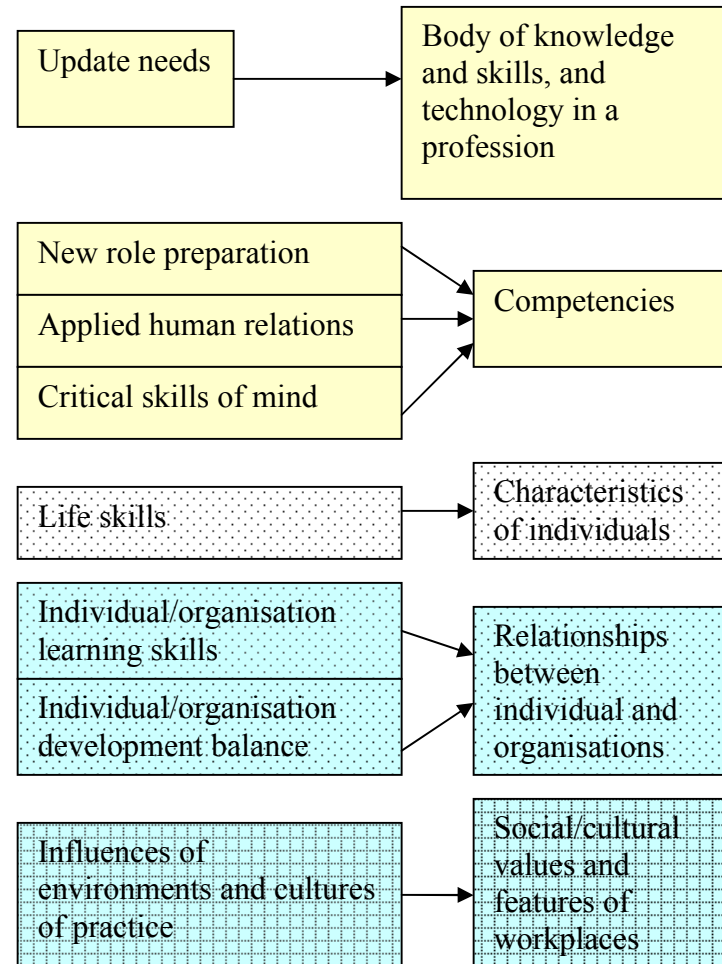 Update needs
Body of knowledge
and skills, and
technology in a
profession
New role preparation
Applied human relations
Critical skills of mind
Competencies
Life skills
Characteristics
of individuals
Individual/organisation
learning skills
Individual/organisation
development balance
Relationships
between
individual and
organisations
Influences of
environments and cultures
of practice
Social/cultural
values and
features of
workplaces